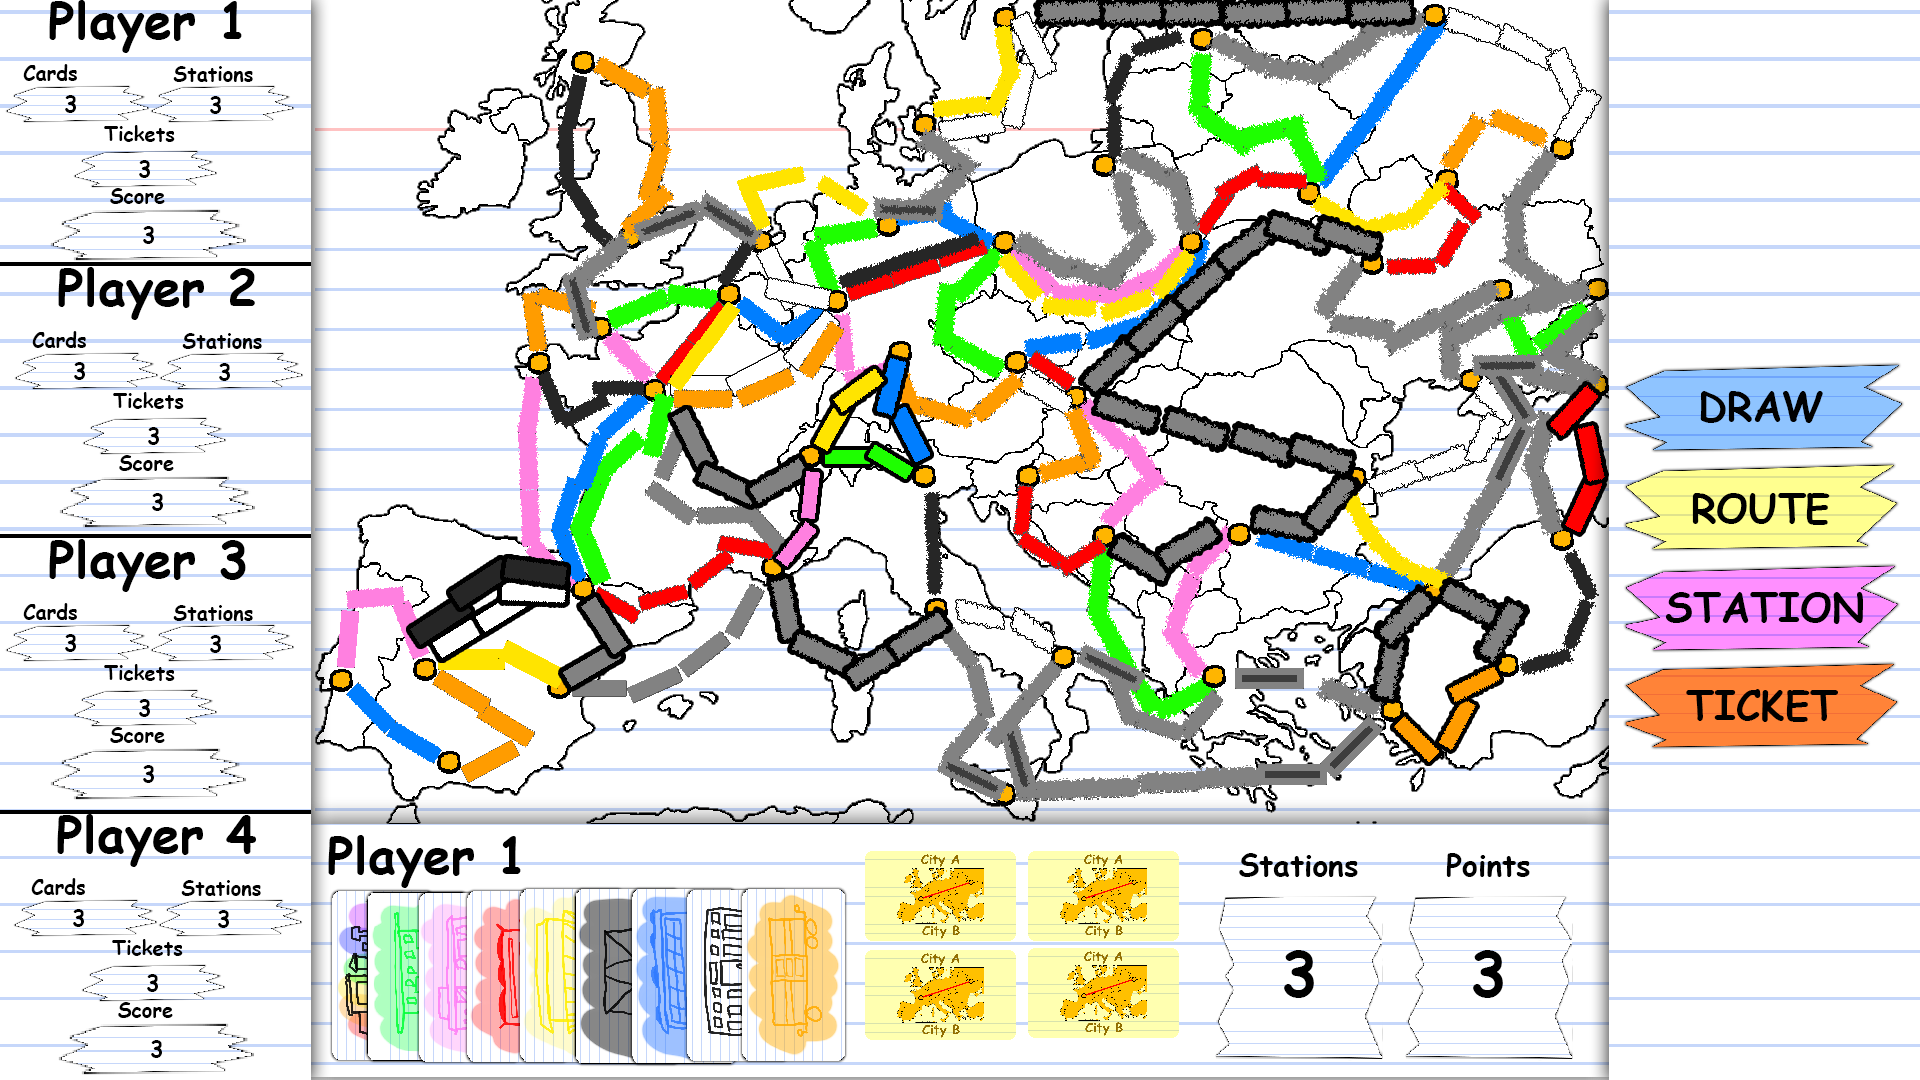 Player 1
Cards
Stations
3
3
Tickets
3
Score
3
Player 2
Cards
Stations
3
3
Tickets
3
Score
3
Player 3
Cards
Stations
3
3
Tickets
3
Score
3
Player 4
Cards
Stations
3
3
Tickets
3
Score
3
DRAW
ROUTE
STATION
TICKET
Player 1
City A
City B
City A
City B
City A
City B
City A
City B
Stations
3
Points
3